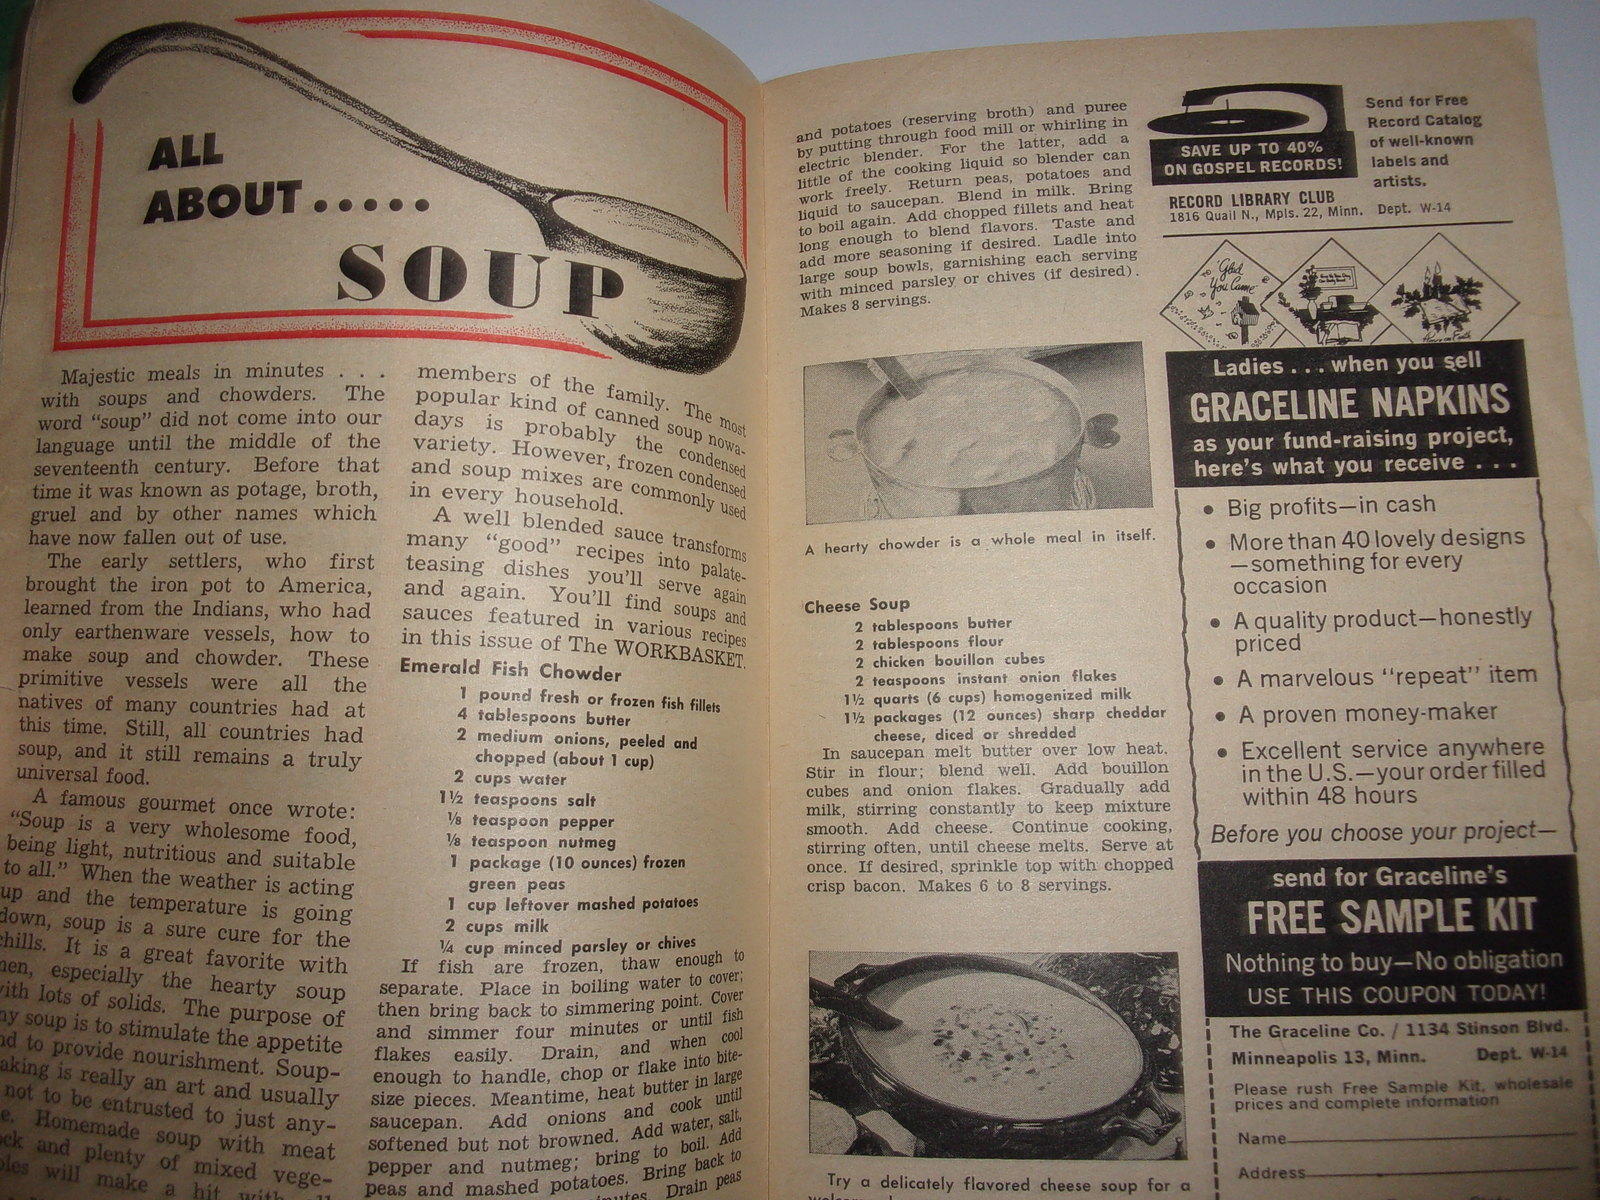 ALL
ABOUT.....
SOUP
Majestic meals in minutes . . .
with soups and chowders. The
word "soup" did not come into our
language until the middle of the
seventeenth century. Before that
time it was known as potage, broth,
gruel and by other names which
have now fallen out of use.
The early settlers, who first
brought the iron pot to America,
learned from the Indians, who had
only earthenware vessels, how to
make soup and chowder. These
primitive vessels were all the
natives of many countries had at
this time. Still, all countries had
soup, and it still remains a truly
universal food.
A famous gourmet once wrote:
"Soup is a very wholesome food,
being light, nutritious and suitable
to all." When the weather is acting
up and the temperature is going
down, soup is a sure cure for the
chills. It is a great favorite with
men, especially the hearty soup
with lots of solids. The purpose of
soup is to stimulate the appetite
to provide nourishment. Soup-
is really an art and usually
not to be entrusted to just any-
Homemade soup with meat
and plenty of mixed vege-
will make a hit with all
members of the family. The most
popular kind of canned soup nowa-
days is probably the condensed
variety. However, frozen condensed
and soup mixes are commonly used
in every household.
A well blended sauce transforms
many "good" recipes into palate-
teasing dishes you'll serve again
and again. You'll find soups and
sauces featured in various recipes
in this issue of The WORKBASKET.
Emerald Fish Chowder
1 pound fresh or frozen fish fillets
4 tablespoons butter
2 medium onions, peeled and
chopped (about 1 cup)
2 cups water
1½ teaspoons salt
⅛ teaspoon pepper
⅛ teaspoon nutmeg
1 package (10 ounces) frozen
green peas
1 cup leftover mashed potatoes
2 cups milk
¼ cup minced parsley or chives
If fish are frozen, thaw enough to
separate. Place in boiling water to cover;
then bring back to simmering point. Cover
and simmer four minutes or until fish
flakes easily. Drain, and when cool
enough to handle, chop or flake into bite-
size pieces. Meantime, heat butter in large
saucepan. Add onions and cook until
softened but not browned. Add water, salt,
pepper and nutmeg; bring to boil. Add
peas and mashed potatoes. Bring back to
Drain peas
and potatoes (reserving broth) and puree
by putting through food mill or whirling in
electric blender. For the latter, add a
little of the cooking liquid so blender can
work freely. Return peas, potatoes and
liquid to saucepan. Blend in milk. Bring
to boil again. Add chopped fillets and heat
long enough to blend flavors. Taste and
add more seasoning if desired. Ladle into
large soup bowls, garnishing each serving
with minced parsley or chives (if desired).
Makes 8 servings.
A hearty chowder is a whole meal in itself.
Cheese Soup
2 tablespoons butter
2 tablespoons flour
2 chicken bouillon cubes
2 teaspoons instant onion flakes
1½ quarts (6 cups) homogenized milk
1½ packages (12 ounces) sharp cheddar
cheese, diced or shredded
In saucepan melt butter over low heat.
Stir in flour; blend well. Add bouillon
cubes and onion flakes. Gradually add
milk, stirring constantly to keep mixture
smooth. Add cheese. Continue cooking,
stirring often, until cheese melts. Serve at
once. If desired, sprinkle top with chopped
crisp bacon. Makes 6 to 8 servings.
Try a delicately flavored cheese soup for a
SAVE UP TO 40%
ON GOSPEL RECORDS!
Send for Free
Record Catalog
of well-known
labels and
artists.
RECORD LIBRARY CLUB
1816 Quail N., Mpls. 22, Minn. Dept. W-14
Glad
You Came
Ladies . . . when you sell
GRACELINE NAPKINS
as your fund-raising project,
here's what you receive . . .
• Big profits—in cash
• More than 40 lovely designs
—something for every
occasion
• A quality product—honestly
priced
• A marvelous "repeat" item
• A proven money-maker
• Excellent service anywhere
in the U.S.—your order filled
within 48 hours
Before you choose your project—
send for Graceline's
FREE SAMPLE KIT
Nothing to buy—No obligation
USE THIS COUPON TODAY!
The Graceline Co. / 1134 Stinson Blvd.
Minneapolis 13, Minn. Dept. W-14
Please rush Free Sample Kit, wholesale
prices and complete information
Name
Address